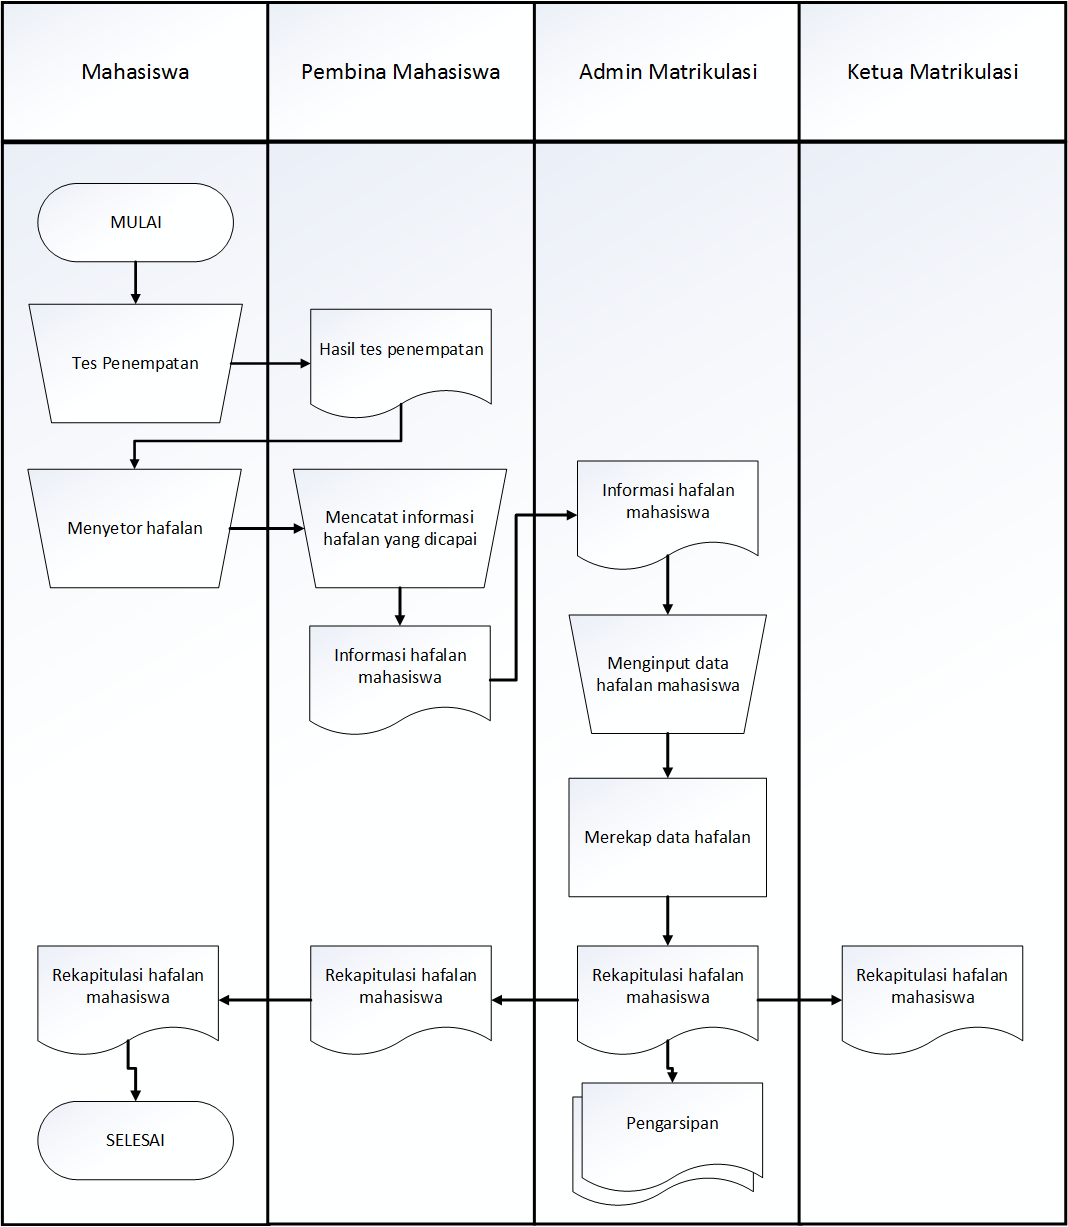 Mahasiswa
Pembina Mahasiswa
Admin Matrikulasi
Ketua Matrikulasi
MULAI
Tes Penempatan
Hasil tes penempatan
Menyetor hafalan
Mencatat informasi
hafalan yang dicapai
Informasi hafalan
mahasiswa
Informasi hafalan
mahasiswa
Menginput data
hafalan mahasiswa
Merekap data hafalan
Rekapitulasi hafalan
mahasiswa
Rekapitulasi hafalan
mahasiswa
Rekapitulasi hafalan
mahasiswa
Rekapitulasi hafalan
mahasiswa
SELESAI
Pengarsipan